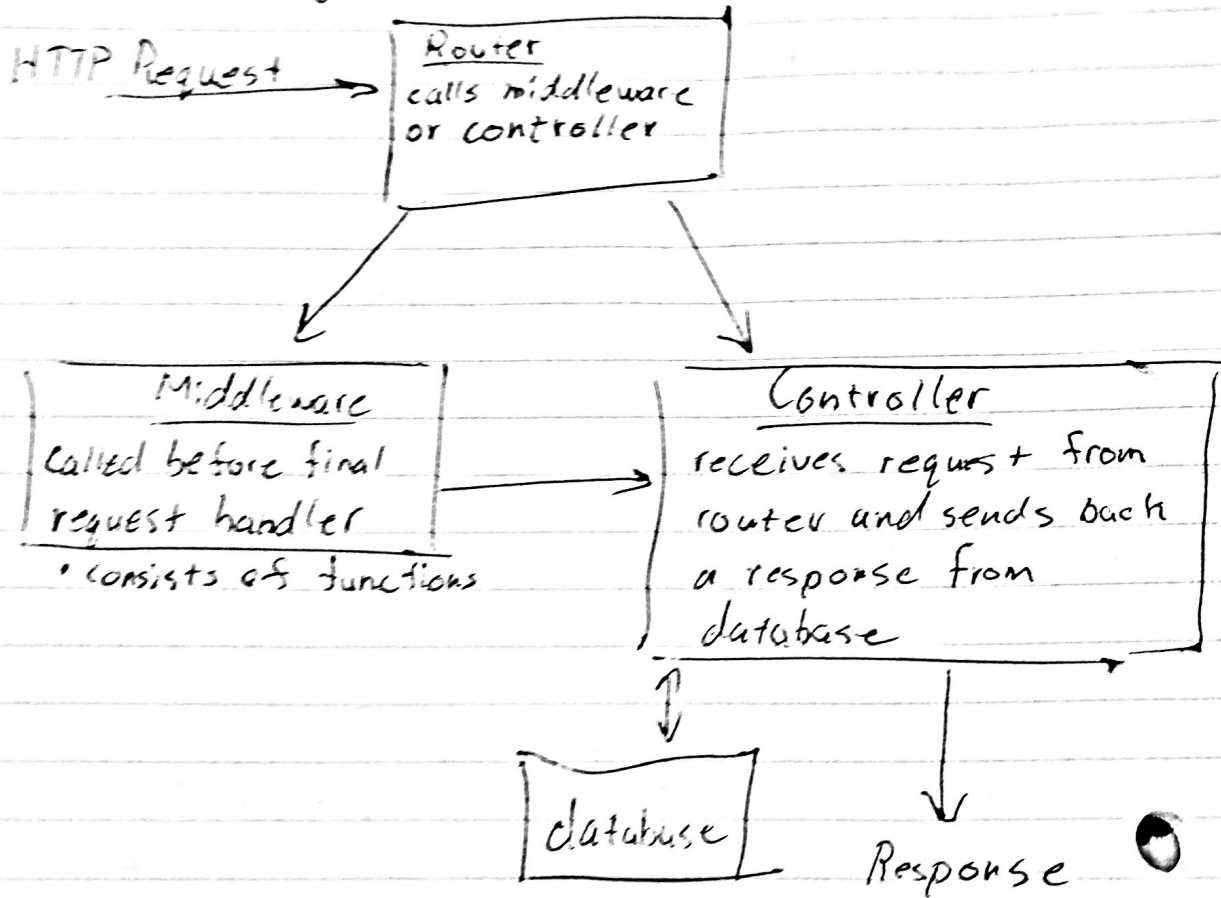 HTTP Request
Router
calls middleware
or controller
Middleware
called before final
request handler
• consists of functions
Controller
receives request from
router and sends back
a response from
database
database
Response